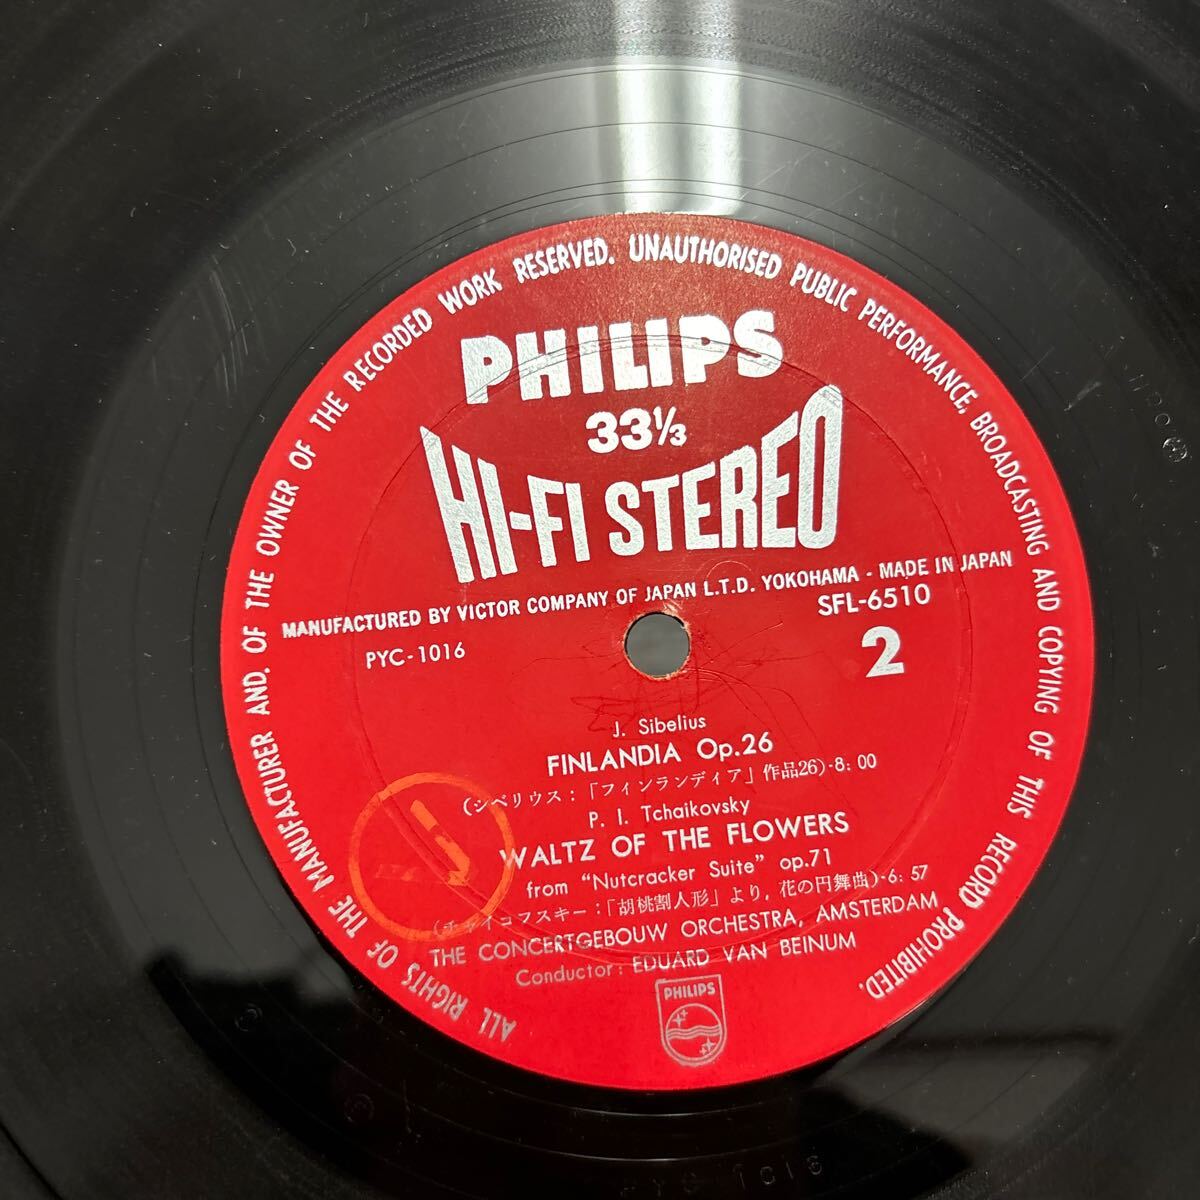 ALL RIGHTS OF THE MANUFACTURER AND, OF THE OWNER OF THE RECORDED WORK RESERVED. UNAUTHORISED PUBLIC PERFORMANCE, BROADCASTING AND COPYING OF THIS RECORD PROHIBITED.
PHILIPS
33⅓
HI-FI STEREO
MANUFACTURED BY VICTOR COMPANY OF JAPAN L.T.D. YOKOHAMA - MADE IN JAPAN
SFL-6510
PYC-1016
2
J. Sibelius
FINLANDIA Op.26
(シベリウス:「フィンランディア」作品26)-8:00
P. I. Tchaikovsky
WALTZ OF THE FLOWERS
from "Nutcracker Suite" op.71
(チャイコフスキー:「胡桃割人形」より, 花の円舞曲)-6:57
THE CONCERTGEBOUW ORCHESTRA, AMSTERDAM
Conductor: EDUARD VAN BEINUM
PHILIPS